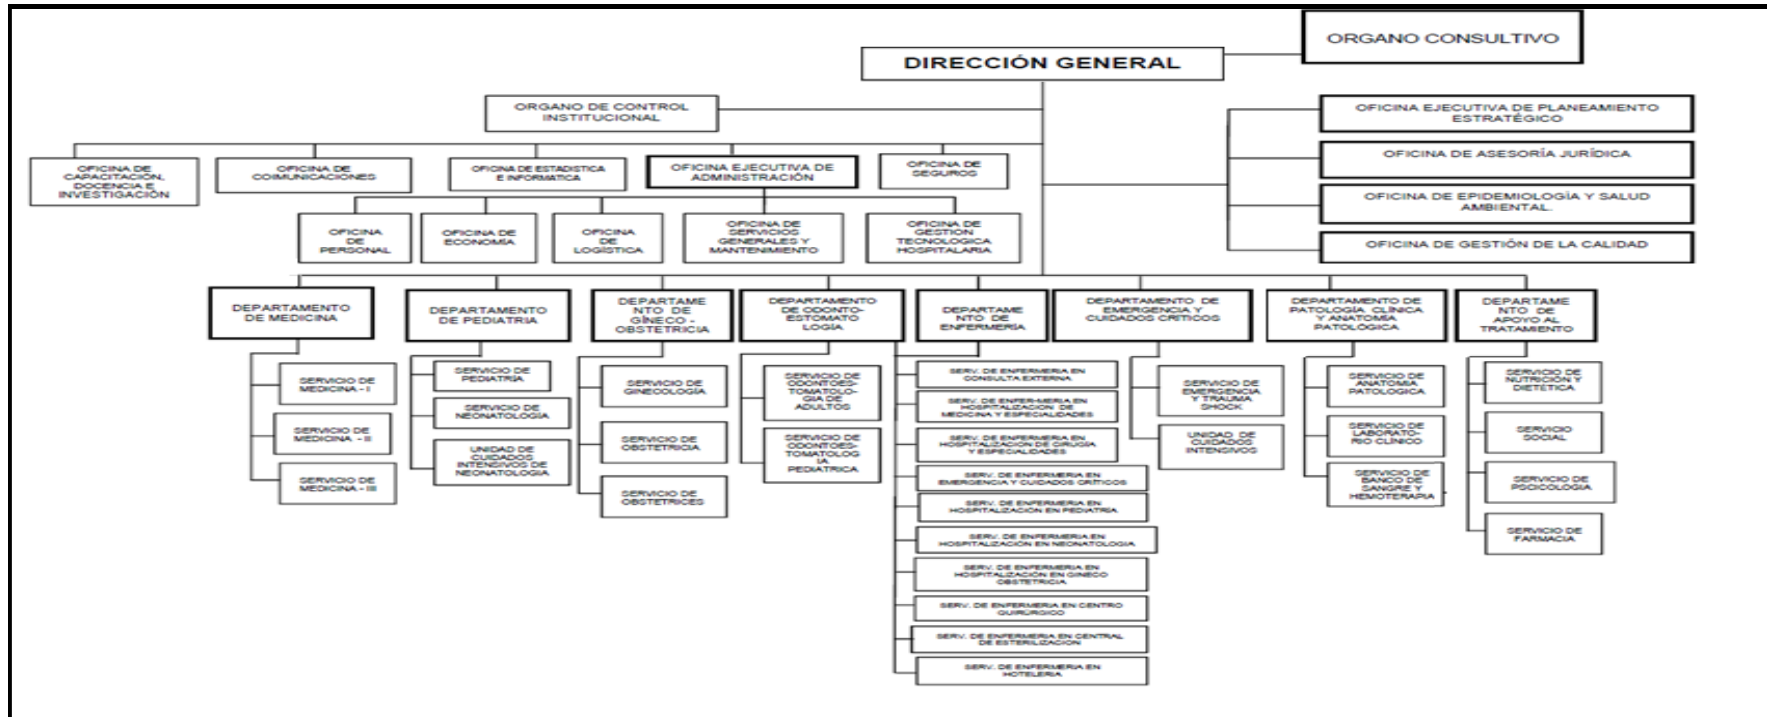 ORGANO CONSULTIVO
DIRECCIÓN GENERAL
ORGANO DE CONTROL
INSTITUCIONAL
OFICINA EJECUTIVA DE PLANEAMIENTO
ESTRATÉGICO
OFICINA DE ASESORÍA JURÍDICA
OFICINA DE EPIDEMIOLOGÍA Y SALUD
AMBIENTAL.
OFICINA DE GESTIÓN DE LA CALIDAD
OFICINA DE
CAPACITACIÓN,
DOCENCIA E
INVESTIGACIÓN
OFICINA DE
COIMUNICACIONES
OFICINA DE ESTADISTICA
E INFORMATICA
OFICINA EJECUTIVA DE
ADMINISTRACIÓN
OFICINA DE
SEGUROS
OFICINA
DE
PERSONAL
OFICINA DE
ECONOMÍA
OFICINA
DE
LOGÍSTICA
OFICINA DE
SERVICIOS
GENERALES Y
MANTENIMIENTO
OFICINA DE
GESTION
TECNOLOGICA
HOSPITALARIA
DEPARTAMENTO
DE MEDICINA
SERVICIO DE
MEDICINA - I
SERVICIO DE
MEDICINA - II
SERVICIO DE
MEDICINA - III
DEPARTAMENTO
DE PEDIATRIA
SERVICIO DE
PEDIATRÍA
SERVICIO DE
NEONATOLOGÍA
UNIDAD DE
CUIDADOS
INTENSIVOS DE
NEONATOLOGIA
DEPARTAME
NTO DE
GÍNECO -
OBSTETRICIA
SERVICIO DE
GINECOLOGÍA
SERVICIO DE
OBSTETRICIA
SERVICIO DE
OBSTETRICES
DEPARTAMENTO
DE ODONTO-
ESTOMATO
LOGÍA
SERVICIO DE
ODONTOES-
TOMATOLO-
GIA DE
ADULTOS
SERVICIO DE
ODONTOES-
TOMATOLOG
IA
PEDIATRICA
DEPARTAME
NTO DE
ENFERMERÍA
SERV. DE ENFERMERIA EN
CONSULTA EXTERNA
SERV. DE ENFER-MERIA EN
HOSPITALIZACION DE
MEDICINA Y ESPECIALIDADES
SERV. DE ENFERMERIA EN
HOSPITALIZACION DE CIRUGIA
Y ESPECIALIDADES
SERV. DE ENFERMERIA EN
EMERGENCIA Y CUIDADOS CRÍTICOS
SERV. DE ENFERMERIA EN
HOSPITALIZACIÓN EN PEDIATRÍA
SERV. DE ENFERMERIA EN
HOSPITALIZACIÓN EN NEONATOLOGIA
SERV. DE ENFERMERIA EN
HOSPITALIZACIÓN EN GINECO
OBSTETRICIA
SERV. DE ENFERMERIA EN CENTRO
QUIRÚRGICO
SERV. DE ENFERMERIA EN CENTRAL
DE ESTERILIZACION
SERV. DE ENFERMERIA EN
HOTELERIA
DEPARTAMENTO DE
EMERGENCIA Y
CUIDADOS CRITICOS
SERVICIO DE
EMERGENCIA
Y TRAUMA
SHOCK
UNIDAD DE
CUIDADOS
INTENSIVOS
DEPARTAMENTO DE
PATOLOGÍA CLÍNICA
Y ANATOMÍA
PATOLÓGICA
SERVICIO DE
ANATOMIA
PATOLOGICA
SERVICIO DE
LABORATO-
RIO CLÍNICO
SERVICIO DE
BANCO DE
SANGRE Y
HEMOTERAPIA
DEPARTAME
NTO DE
APOYO AL
TRATAMIENTO
SERVICIO DE
NUTRICIÓN Y
DIETÉTICA
SERVICIO
SOCIAL
SERVICIO DE
PSCICOLOGIA
SERVICIO DE
FARMACIA